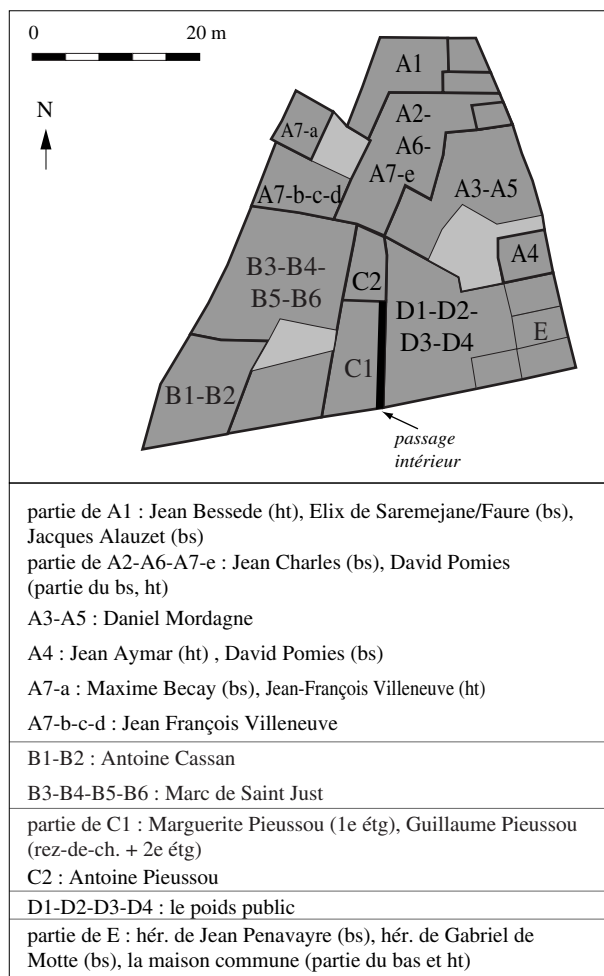 0
20 m
N
A1
A2-
A6-
A7-e
A7-a
A7-b-c-d
A3-A5
A4
B3-B4-
B5-B6
C2
D1-D2-
D3-D4
E
C1
B1-B2
passage
intérieur
partie de A1 : Jean Bessede (ht), Elix de Saremejane/Faure (bs),
Jacques Alauzet (bs)
partie de A2-A6-A7-e : Jean Charles (bs), David Pomies
(partie du bs, ht)
A3-A5 : Daniel Mordagne
A4 : Jean Aymar (ht) , David Pomies (bs)
A7-a : Maxime Becay (bs), Jean-François Villeneuve (ht)
A7-b-c-d : Jean François Villeneuve
B1-B2 : Antoine Cassan
B3-B4-B5-B6 : Marc de Saint Just
partie de C1 : Marguerite Pieussou (1e étg), Guillaume Pieussou
(rez-de-ch. + 2e étg)
C2 : Antoine Pieussou
D1-D2-D3-D4 : le poids public
partie de E : hér. de Jean Penavayre (bs), hér. de Gabriel de
Motte (bs), la maison commune (partie du bas et ht)